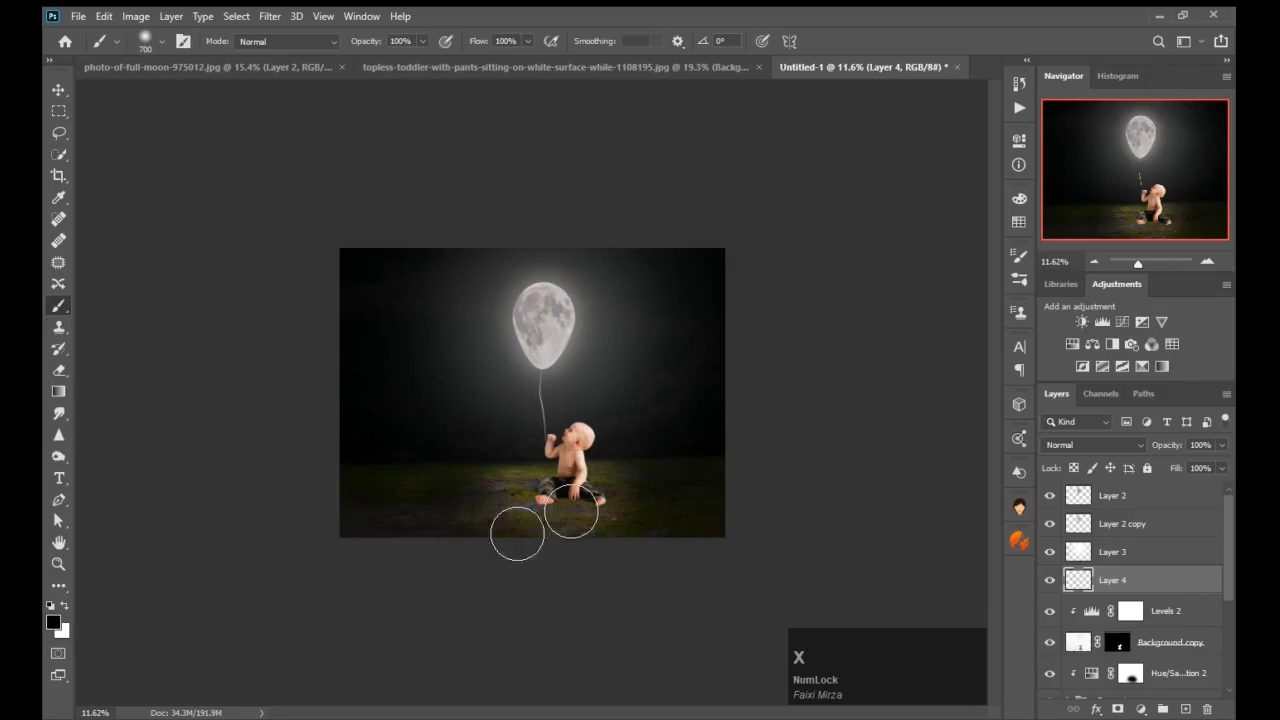 Ps File Edit Image Layer Type Select Filter 3D View Window Help
700 Mode: Normal Opacity: 100% Flow: 100% Smoothing: 0°
photo-of-full-moon-975012.jpg @ 15.4% (Layer 2, RGB/... × topless-toddler-with-pants-sitting-on-white-surface-while-1108195.jpg @ 19.3% (Backg... × Untitled-1 @ 11.6% (Layer 4, RGB/8#) * ×
Navigator Histogram
11.62%
Libraries Adjustments
Add an adjustment
Layers Channels Paths
Kind
Normal Opacity: 100%
Lock: Fill: 100%
Layer 2
Layer 2 copy
Layer 3
Layer 4
Levels 2
Background copy
Hue/Sa...tion 2
X
NumLock
Faixi Mirza
11.62% Doc: 34.3M/191.9M